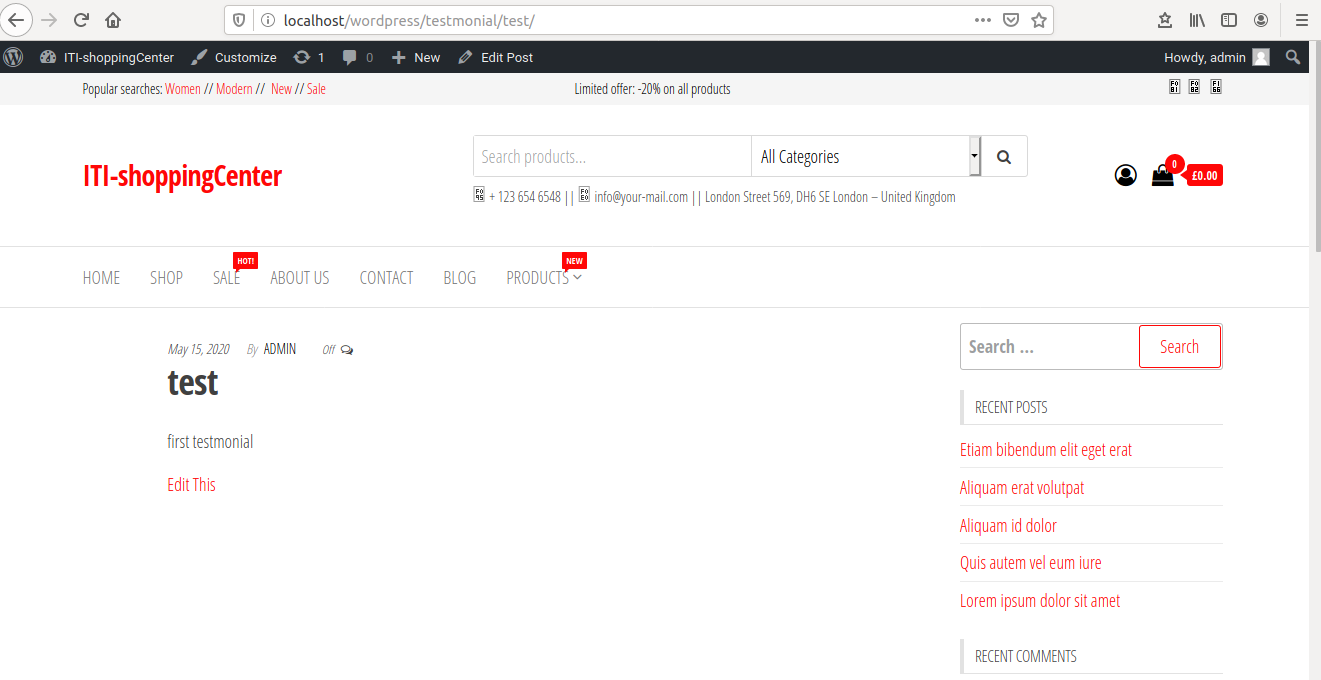 localhost/wordpress/testmonial/test/
ITI-shoppingCenter Customize 1 0 New Edit Post Howdy, admin
Popular searches: Women // Modern // New // Sale Limited offer: -20% on all products
Search products... All Categories
ITI-shoppingCenter
0
£0.00
+ 123 654 6548 || info@your-mail.com || London Street 569, DH6 SE London – United Kingdom
HOT! NEW
HOME SHOP SALE ABOUT US CONTACT BLOG PRODUCTS
May 15, 2020 By ADMIN Off
Search ... Search
test
RECENT POSTS
first testmonial
Etiam bibendum elit eget erat
Edit This
Aliquam erat volutpat
Aliquam id dolor
Quis autem vel eum iure
Lorem ipsum dolor sit amet
RECENT COMMENTS